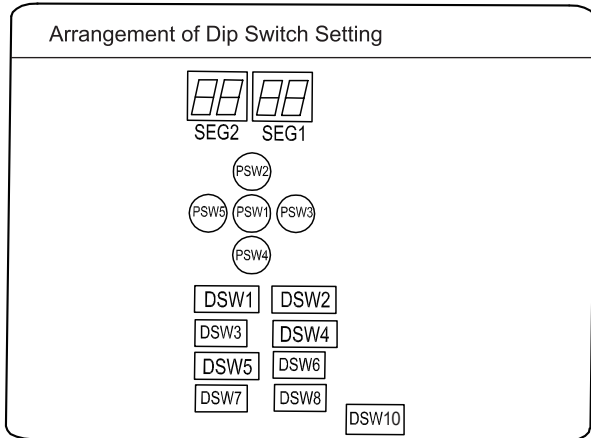 Arrangement of Dip Switch Setting
SEG2 SEG1
PSW2
PSW5 PSW1 PSW3
PSW4
DSW1 DSW2
DSW3 DSW4
DSW5 DSW6
DSW7 DSW8
DSW10